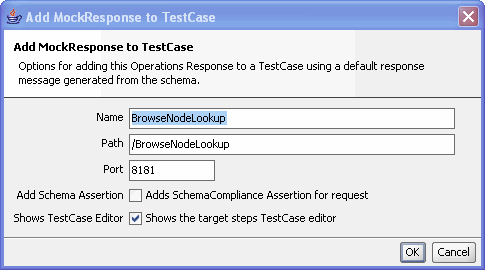 Add MockResponse to TestCase
Add MockResponse to TestCase
Options for adding this Operations Response to a TestCase using a default response
message generated from the schema.
Name BrowseNodeLookup
Path /BrowseNodeLookup
Port 8181
Add Schema Assertion Adds SchemaCompliance Assertion for request
Shows TestCase Editor Shows the target steps TestCase editor
OK Cancel